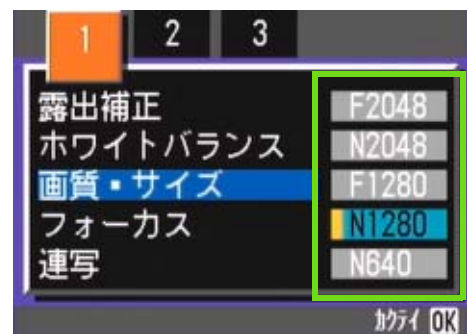 1 2 3
露出補正 F2048
ホワイトバランス N2048
画質・サイズ F1280
フォーカス N1280
連写 N640
ｶｸﾃｲ OK